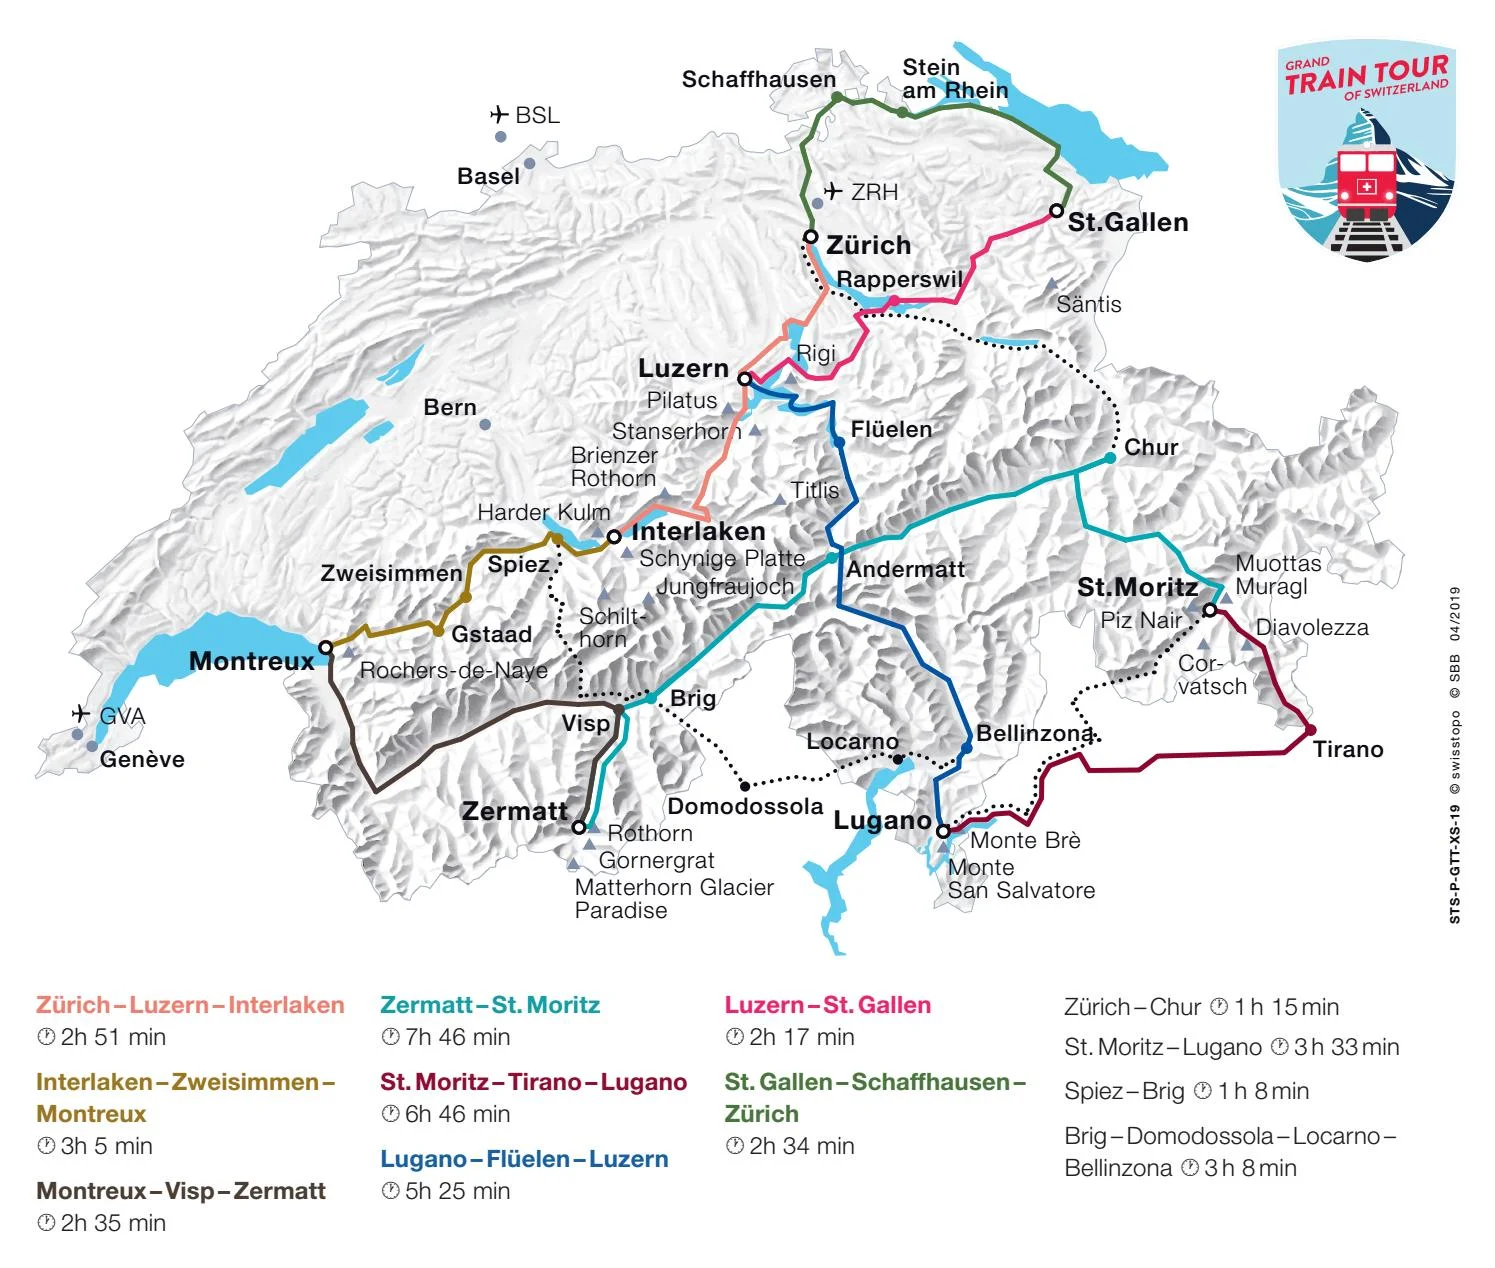 GRAND
TRAIN TOUR
OF SWITZERLAND
Schaffhausen
Stein
am Rhein
BSL
Basel
ZRH
Zürich
St.Gallen
Rapperswil
Säntis
Rigi
Luzern
Pilatus
Bern
Stanserhorn
Flüelen
Brienzer
Rothorn
Chur
Titlis
Harder Kulm
Interlaken
Schynige Platte
Spiez
Zweisimmen
Jungfraujoch
Andermatt
Muottas
Muragl
St.Moritz
Schilt-
horn
Piz Nair
Gstaad
Diavolezza
Montreux
Rochers-de-Naye
Cor-
vatsch
GVA
Genève
Brig
Visp
Locarno
Bellinzona
Tirano
Domodossola
Zermatt
Lugano
Rothorn
Monte Brè
Gornergrat
Monte
San Salvatore
Matterhorn Glacier
Paradise
STS-P-GTT-XS-19 © swisstopo © SBB 04/2019
Zürich–Luzern–Interlaken
2h 51 min
Interlaken–Zweisimmen–
Montreux
3h 5 min
Montreux–Visp–Zermatt
2h 35 min
Zermatt–St. Moritz
7h 46 min
St. Moritz–Tirano–Lugano
6h 46 min
Lugano–Flüelen–Luzern
5h 25 min
Luzern–St. Gallen
2h 17 min
St. Gallen–Schaffhausen–
Zürich
2h 34 min
Zürich–Chur 1 h 15 min
St. Moritz–Lugano 3 h 33 min
Spiez–Brig 1 h 8 min
Brig–Domodossola–Locarno–
Bellinzona 3 h 8 min